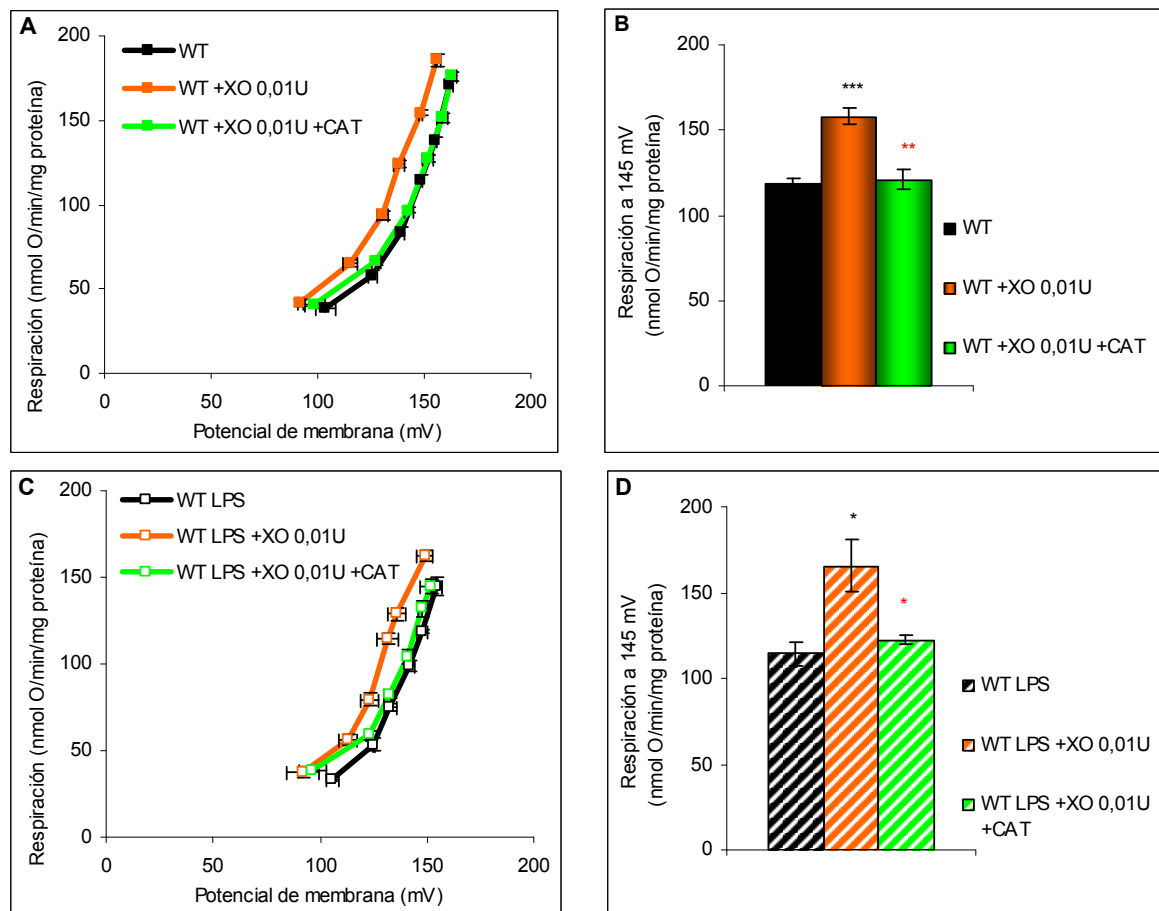 A
WT
WT +XO 0,01U
WT +XO 0,01U +CAT
Respiración (nmol O/min/mg proteína)
200
150
100
50
0
0
50
100
150
200
Potencial de membrana (mV)
B
Respiración a 145 mV
(nmol O/min/mg proteína)
200
150
100
50
0
***
**
WT
WT +XO 0,01U
WT +XO 0,01U +CAT
C
WT LPS
WT LPS +XO 0,01U
WT LPS +XO 0,01U +CAT
Respiración (nmol O/min/mg proteína)
200
150
100
50
0
0
50
100
150
200
Potencial de membrana (mV)
D
Respiración a 145 mV
(nmol O/min/mg proteína)
200
150
100
50
0
*
*
WT LPS
WT LPS +XO 0,01U
WT LPS +XO 0,01U
+CAT